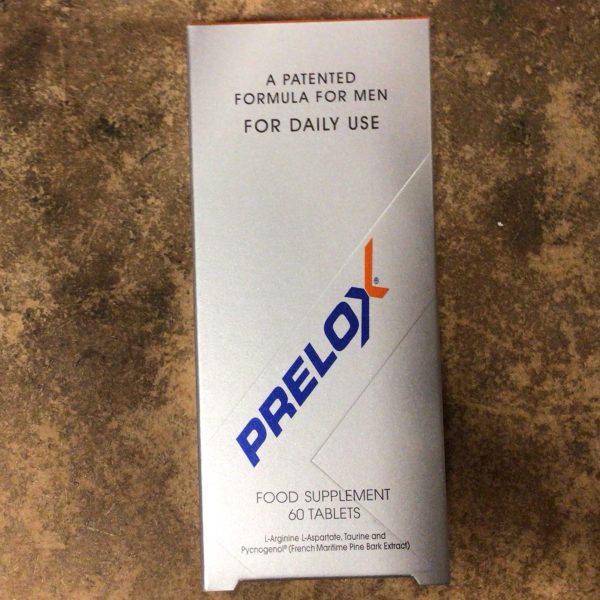 A PATENTED
FORMULA FOR MEN
FOR DAILY USE
PRELOX®
FOOD SUPPLEMENT
60 TABLETS
L-Arginine L-Aspartate, Taurine and
Pycnogenol® (French Maritime Pine Bark Extract)